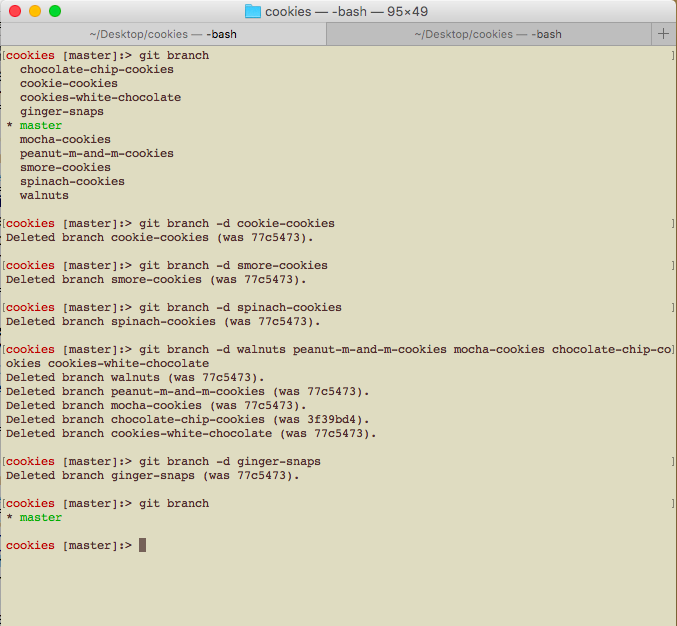 cookies — -bash — 95×49
~/Desktop/cookies — -bash
~/Desktop/cookies — -bash
[cookies [master]:> git branch ]
chocolate-chip-cookies
cookie-cookies
cookies-white-chocolate
ginger-snaps
* master
mocha-cookies
peanut-m-and-m-cookies
smore-cookies
spinach-cookies
walnuts
[cookies [master]:> git branch -d cookie-cookies ]
Deleted branch cookie-cookies (was 77c5473).
[cookies [master]:> git branch -d smore-cookies ]
Deleted branch smore-cookies (was 77c5473).
[cookies [master]:> git branch -d spinach-cookies ]
Deleted branch spinach-cookies (was 77c5473).
[cookies [master]:> git branch -d walnuts peanut-m-and-m-cookies mocha-cookies chocolate-chip-co]
okies cookies-white-chocolate
Deleted branch walnuts (was 77c5473).
Deleted branch peanut-m-and-m-cookies (was 77c5473).
Deleted branch mocha-cookies (was 77c5473).
Deleted branch chocolate-chip-cookies (was 3f39bd4).
Deleted branch cookies-white-chocolate (was 77c5473).
[cookies [master]:> git branch -d ginger-snaps ]
Deleted branch ginger-snaps (was 77c5473).
[cookies [master]:> git branch ]
* master
cookies [master]:>